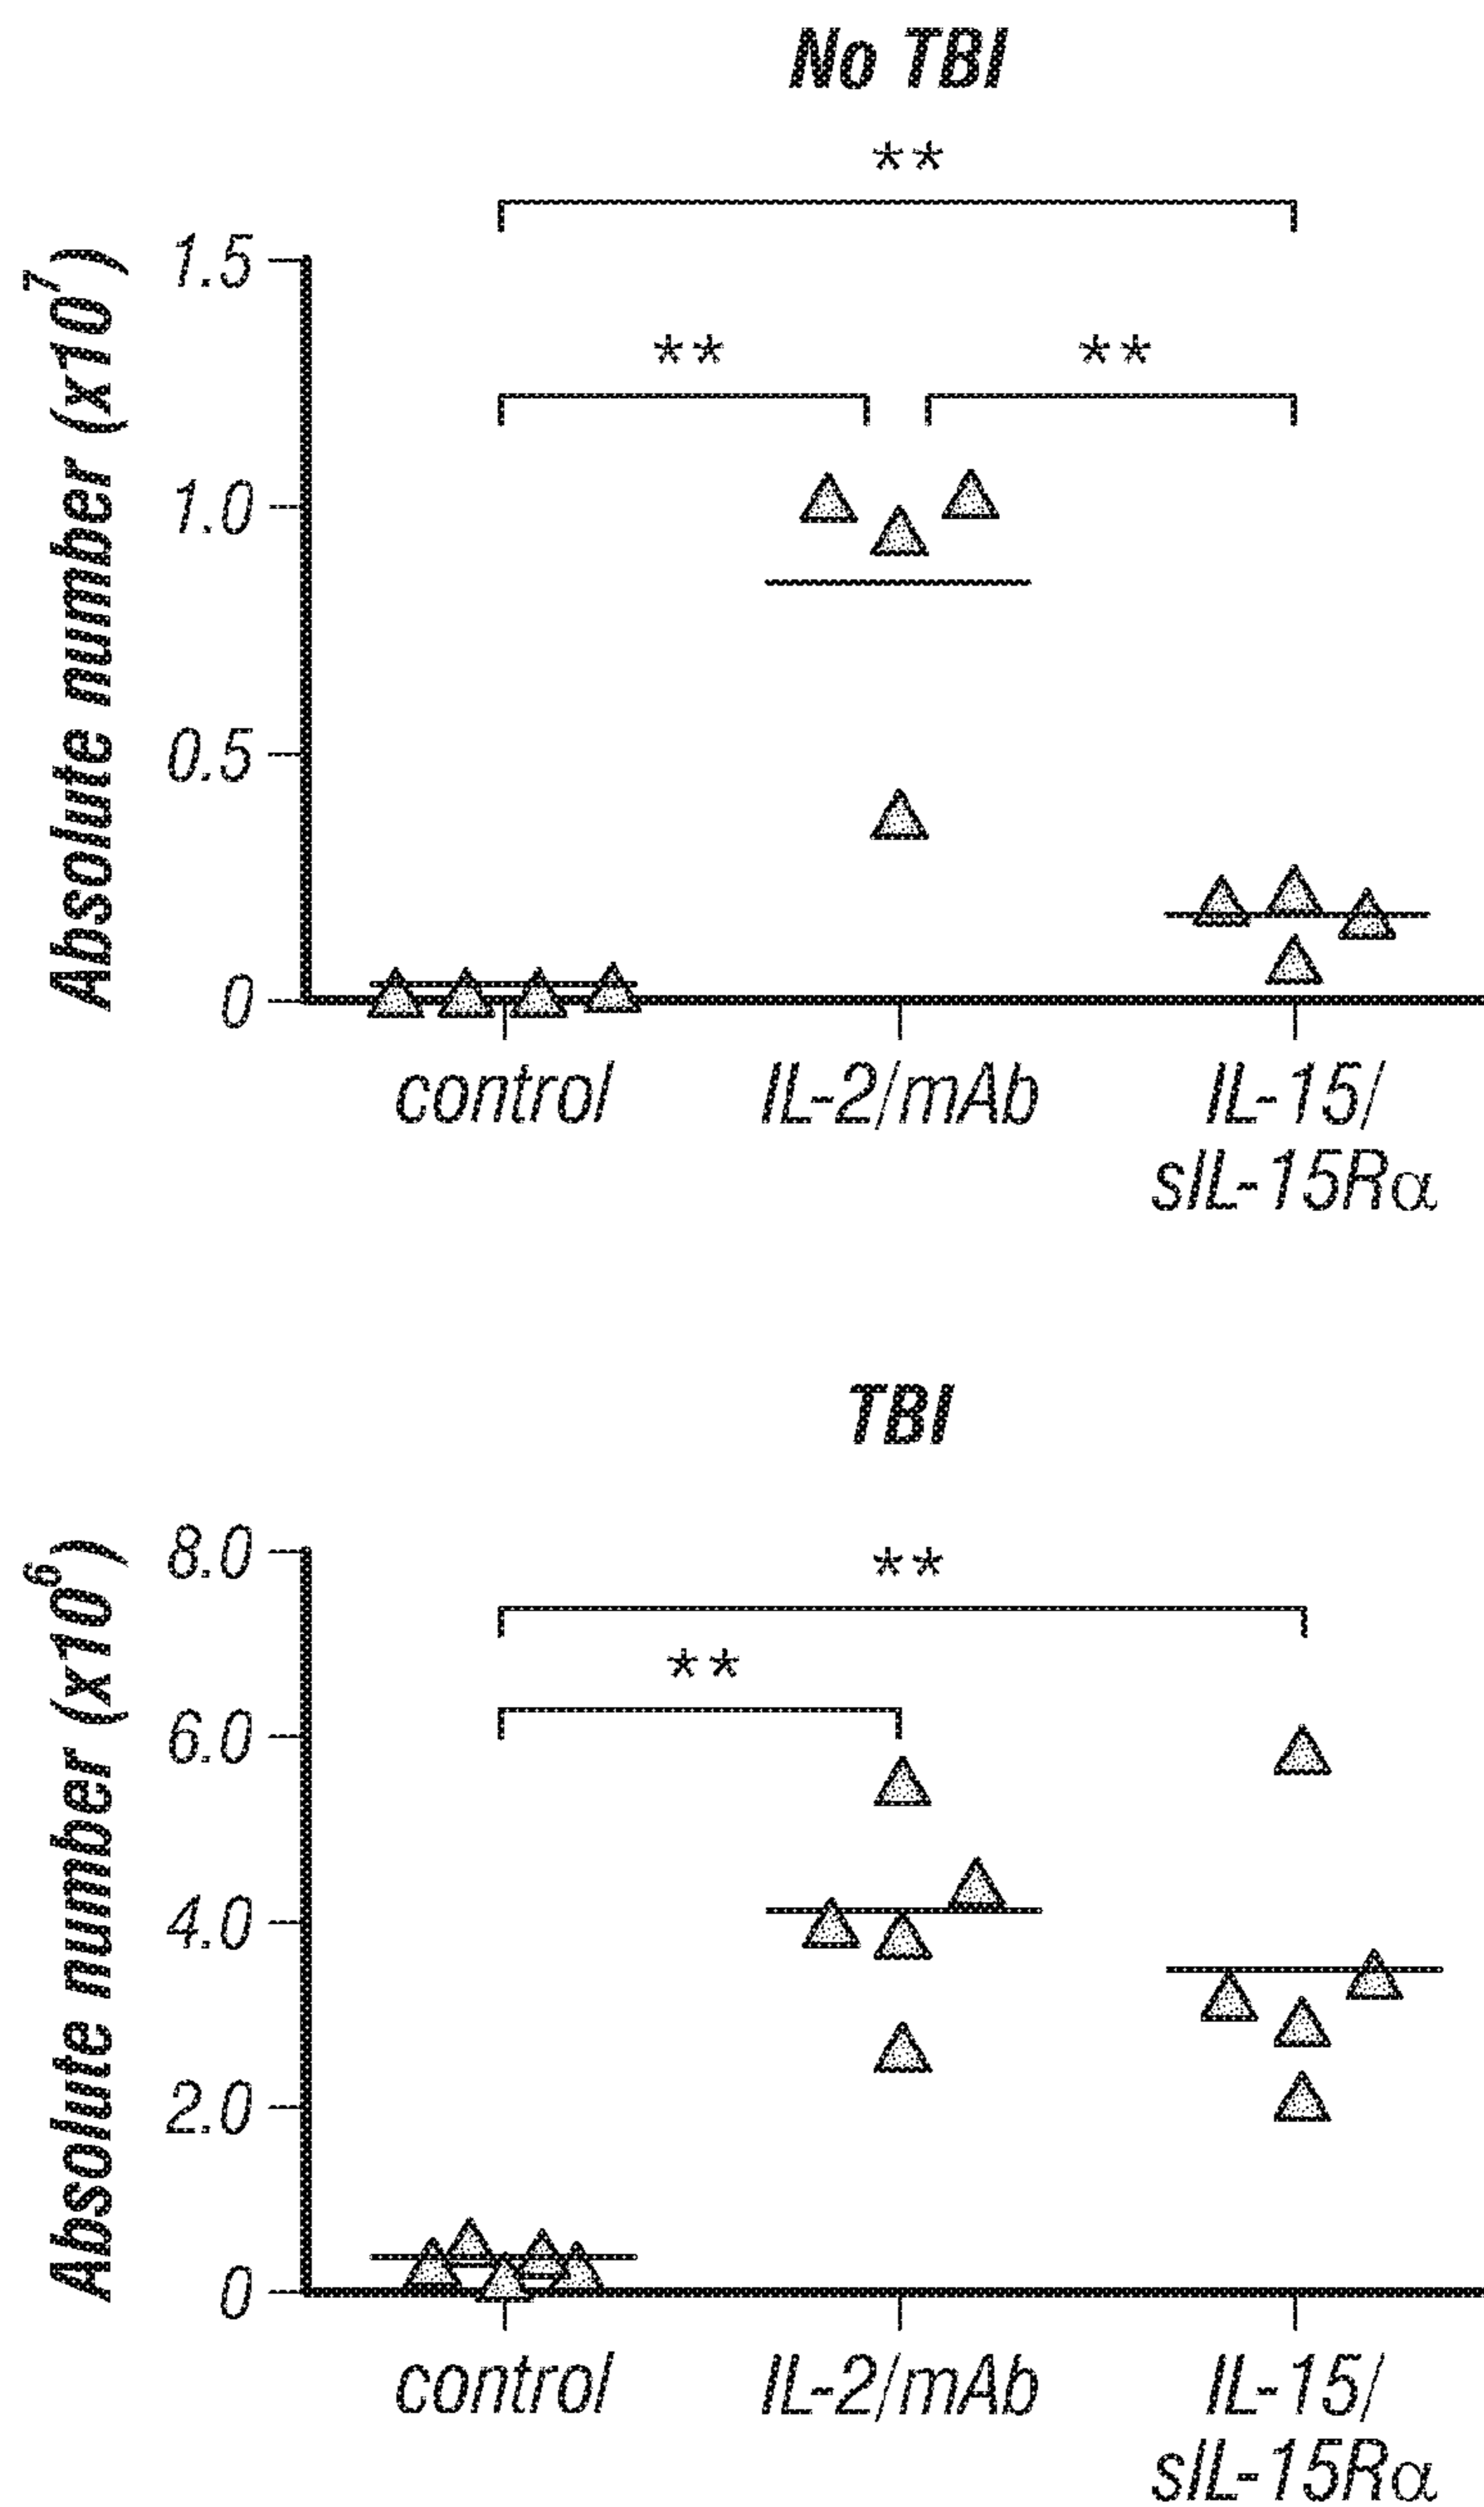 No TBI
**
Absolute number (x10⁷)
1.5
** **
1.0
0.5
0
control IL-2/mAb IL-15/
sIL-15Rα
TBI
Absolute number (x10⁶)
8.0
**
**
6.0
4.0
2.0
0
control IL-2/mAb IL-15/
sIL-15Rα